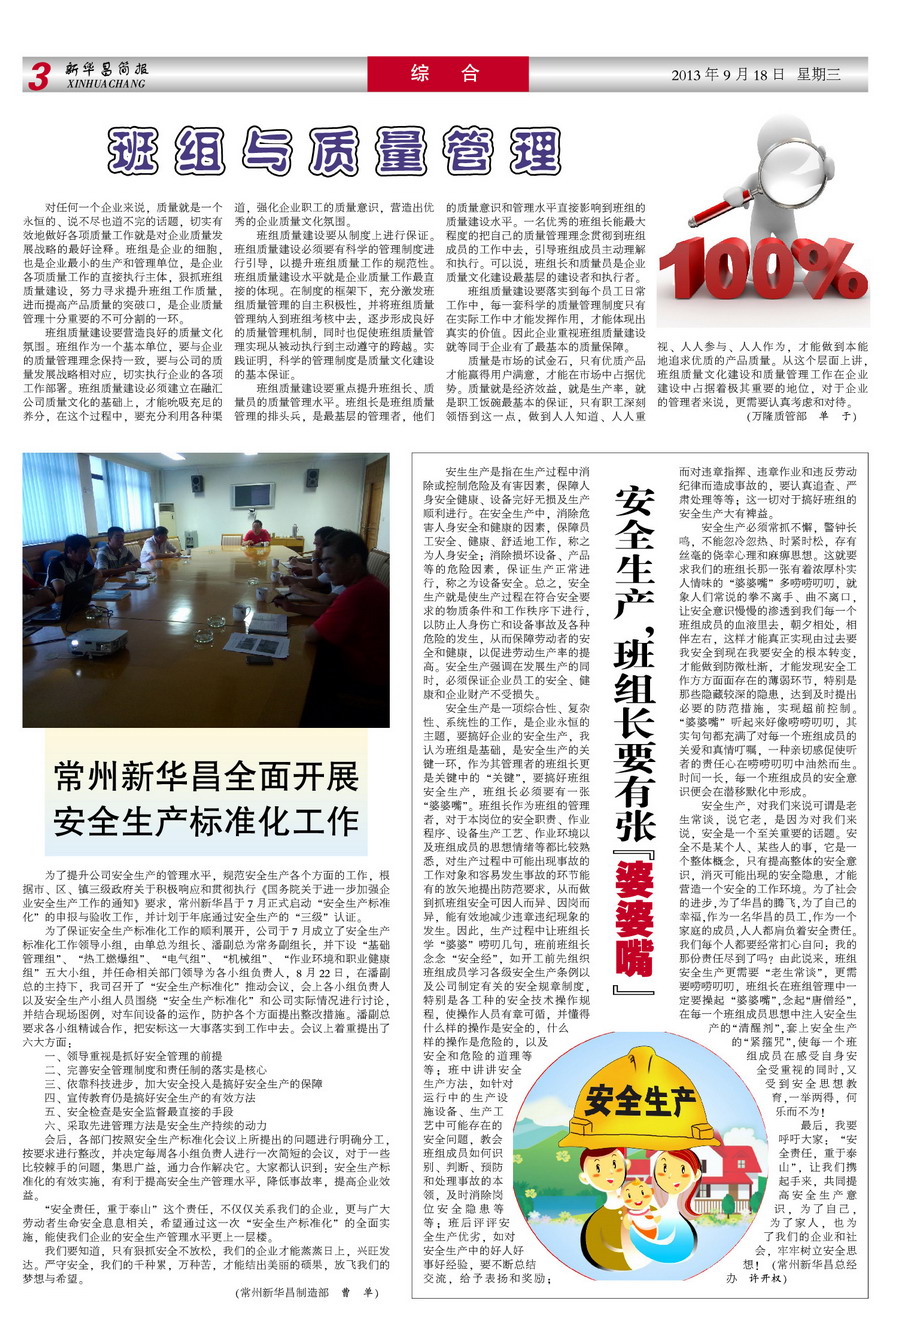 3 新华昌简报
XINHUACHANG
综 合
2013 年 9 月 18 日 星期三
班组与质量管理
对任何一个企业来说，质量就是一个
永恒的、说不尽也道不完的话题，切实有
效地做好各项质量工作就是对企业质量发
展战略的最好诠释。班组是企业的细胞，
也是企业最小的生产和管理单位，是企业
各项质量工作的直接执行主体，狠抓班组
质量建设，努力寻求提升班组工作质量，
进而提高产品质量的突破口，是企业质量
管理十分重要的不可分割的一环。
班组质量建设要营造良好的质量文化
氛围。班组作为一个基本单位，要与企业
的质量管理理念保持一致，要与公司的质
量发展战略相对应，切实执行企业的各项
工作部署。班组质量建设必须建立在融汇
公司质量文化的基础上，才能吮吸充足的
养分，在这个过程中，要充分利用各种渠
道，强化企业职工的质量意识，营造出优
秀的企业质量文化氛围。
班组质量建设要从制度上进行保证。
班组质量建设必须要有科学的管理制度进
行引导，以提升班组质量工作的规范性。
班组质量建设水平就是企业质量工作最直
接的体现。在制度的框架下，充分激发班
组质量管理的自主积极性，并将班组质量
管理纳入到班组考核中去，逐步形成良好
的质量管理机制，同时也促使班组质量管
理实现从被动执行到主动遵守的跨越。实
践证明，科学的管理制度是质量文化建设
的基本保证。
班组质量建设要重点提升班组长、质
量员的质量管理水平。班组长是班组质量
管理的排头兵，是最基层的管理者，他们
的质量意识和管理水平直接影响到班组的
质量建设水平。一名优秀的班组长能最大
程度的把自己的质量管理理念贯彻到班组
成员的工作中去，引导班组成员主动理解
和执行。可以说，班组长和质量员是企业
质量文化建设最基层的建设者和执行者。
班组质量建设要落实到每个员工日常
工作中，每一套科学的质量管理制度只有
在实际工作中才能发挥作用，才能体现出
真实的价值。因此企业重视班组质量建设
就等同于企业有了最基本的质量保障。
质量是市场的试金石，只有优质产品
才能赢得用户满意，才能在市场中占据优
势。质量就是经济效益，就是生产率，就
是职工饭碗最基本的保证，只有职工深刻
领悟到这一点，做到人人知道、人人重
100%
视、人人参与、人人作为，才能做到本能
地追求优质的产品质量。从这个层面上讲，
班组质量文化建设和质量管理工作在企业
建设中占据着极其重要的地位，对于企业
的管理者来说，更需要认真考虑和对待。
（万隆质管部 单 于）
常州新华昌全面开展
安全生产标准化工作
为了提升公司安全生产的管理水平，规范安全生产各个方面的工作，根
据市、区、镇三级政府关于积极响应和贯彻执行《国务院关于进一步加强企
业安全生产工作的通知》要求，常州新华昌于 7 月正式启动“安全生产标准
化”的申报与验收工作，并计划于年底通过安全生产的“三级”认证。
为了保证安全生产标准化工作的顺利展开，公司于 7 月成立了安全生产
标准化工作领导小组，由单总为组长、潘副总为常务副组长，并下设“基础
管理组”、“热工燃爆组”、“电气组”、“机械组”、“作业环境和职业健康
组”五大小组，并任命相关部门领导为各小组负责人，8 月 22 日，在潘副
总的主持下，我司召开了“安全生产标准化”推动会议，会上各小组负责人
以及安全生产小组人员围绕“安全生产标准化”和公司实际情况进行讨论，
并结合现场图例，对车间设备的运作，防护各个方面提出整改措施。潘副总
要求各小组精诚合作，把安标这一大事落实到工作中去。会议上着重提出了
六大方面：
一、领导重视是抓好安全管理的前提
二、完善安全管理制度和责任制的落实是核心
三、依靠科技进步，加大安全投入是搞好安全生产的保障
四、宣传教育仍是搞好安全生产的有效方法
五、安全检查是安全监督最直接的手段
六、采取先进管理方法是安全生产持续的动力
会后，各部门按照安全生产标准化会议上所提出的问题进行明确分工，
按要求进行整改，并决定每周各小组负责人进行一次简短的会议，对于一些
比较棘手的问题，集思广益，通力合作解决它。大家都认识到：安全生产标
准化的有效实施，有利于提高安全生产管理水平，降低事故率，提高企业效
益。
“安全责任，重于泰山”这个责任，不仅仅关系我们的企业，更与广大
劳动者生命安全息息相关，希望通过这一次“安全生产标准化”的全面实
施，能使我们企业的安全生产管理水平更上一层楼。
我们要知道，只有狠抓安全不放松，我们的企业才能蒸蒸日上，兴旺发
达。严守安全，我们的千种累，万种苦，才能结出美丽的硕果，放飞我们的
梦想与希望。
（常州新华昌制造部 曹 单）
安全生产，班组长要有张『婆婆嘴』
安生生产是指在生产过程中消
除或控制危险及有害因素，保障人
身安全健康、设备完好无损及生产
顺利进行。在安全生产中，消除危
害人身安全和健康的因素，保障员
工安全、健康、舒适地工作，称之
为人身安全；消除损坏设备、产品
等的危险因素，保证生产正常进
行，称之为设备安全。总之，安全
生产就是使生产过程在符合安全要
求的物质条件和工作秩序下进行，
以防止人身伤亡和设备事故及各种
危险的发生，从而保障劳动者的安
全和健康，以促进劳动生产率的提
高。安全生产强调在发展生产的同
时，必须保证企业员工的安全、健
康和企业财产不受损失。
安全生产是一项综合性、复杂
性、系统性的工作，是企业永恒的
主题，要搞好企业的安全生产，我
认为班组是基础，是安全生产的关
键一环，作为其管理者的班组长更
是关键中的“关键”，要搞好班组
安全生产，班组长必须要有一张
“婆婆嘴”。班组长作为班组的管理
者，对于本岗位的安全职责、作业
程序、设备生产工艺、作业环境以
及班组成员的思想情绪等都比较熟
悉，对生产过程中可能出现事故的
工作对象和容易发生事故的环节能
有的放矢地提出防范要求，从而做
到抓班组安全可因人而异、因岗而
异，能有效地减少违章违纪现象的
发生。因此，生产过程中让班组长
学“婆婆”唠叨几句，班前班组长
念念“安全经”，如开工前先组织
班组成员学习各级安全生产条例以
及公司制定有关的安全规章制度，
特别是各工种的安全技术操作规
程，使操作人员有章可循，并懂得
什么样的操作是安全的，什么
样的操作是危险的，以及
安全和危险的道理等
等；班中讲讲安全
生产方法，如针对
运行中的生产设
施设备、生产工
艺中可能存在的
安全问题，教会
班组成员如何识
别、判断、预防
和处理事故的本
领，及时消除岗
位安全隐患等
等；班后评评安
全生产优劣，如对
安全生产中的好人好
事好经验，要不断总结
交流，给予表扬和奖励；
而对违章指挥、违章作业和违反劳动
纪律而造成事故的，要认真追查、严
肃处理等等；这一切对于搞好班组的
安全生产大有裨益。
安全生产必须常抓不懈，警钟长
鸣，不能忽冷忽热、时紧时松，存有
丝毫的侥幸心理和麻痹思想。这就要
求我们的班组长那一张有着浓厚朴实
人情味的“婆婆嘴”多唠唠叨叨，就
象人们常说的拳不离手、曲不离口，
让安全意识慢慢的渗透到我们每一个
班组成员的血液里去，朝夕相处，相
伴左右，这样才能真正实现由过去要
我安全到现在我要安全的根本转变，
才能做到防微杜渐，才能发现安全工
作方方面面存在的薄弱环节，特别是
那些隐藏较深的隐患，达到及时提出
必要的防范措施，实现超前控制。
“婆婆嘴”听起来好像唠唠叨叨，其
实句句都充满了对每一个班组成员的
关爱和真情叮嘱，一种亲切感促使听
者的责任心在唠唠叨叨中油然而生。
时间一长，每一个班组成员的安全意
识便会在潜移默化中形成。
安全生产，对我们来说可谓是老
生常谈，说它老，是因为对我们来
说，安全是一个至关重要的话题。安
全不是某个人、某些人的事，它是一
个整体概念，只有提高整体的安全意
识，消灭可能出现的安全隐患，才能
营造一个安全的工作环境。为了社会
的进步,为了华昌的腾飞,为了自己的
幸福,作为一名华昌的员工,作为一个
家庭的成员,人人都肩负着安全责任。
我们每个人都要经常扪心自问：我的
那份责任尽到了吗？由此说来，班组
安全生产更需要“老生常谈”，更需
要唠唠叨叨，班组长在班组管理中一
定要操起“婆婆嘴”,念起“唐僧经”，
在每一个班组成员思想中注入安全生
产的“清醒剂”,套上安全生产
的“紧箍咒”,使每一个班
组成员在感受自身安
全受重视的同时,又
受到安全思想教
育,一举两得，何
乐而不为！
最后，我要
呼吁大家：“安
全责任，重于泰
山”，让我们携
起手来，共同提
高安全生产意
识，为了自己，
为了家人，也为
了我们的企业和社
会，牢牢树立安全思
想！（常州新华昌总经
办 许开权）
安全生产